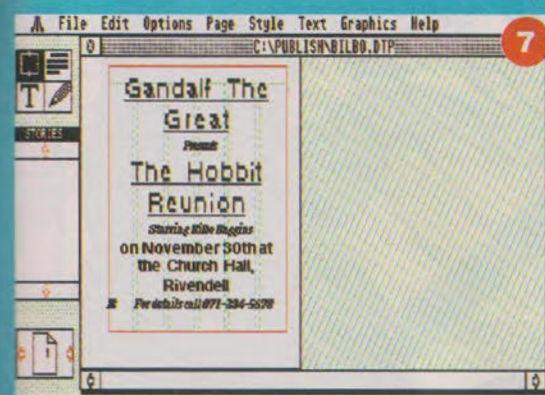 File Edit Options Page Style Text Graphics Help
7
C:\PUBLISH\BILBO.DTP
T
STORIES
Gandalf The
Great
Presents
The Hobbit
Reunion
Starring Bilbo Baggins
on November 30th at
the Church Hall,
Rivendell
For details call 071-234-5678
1